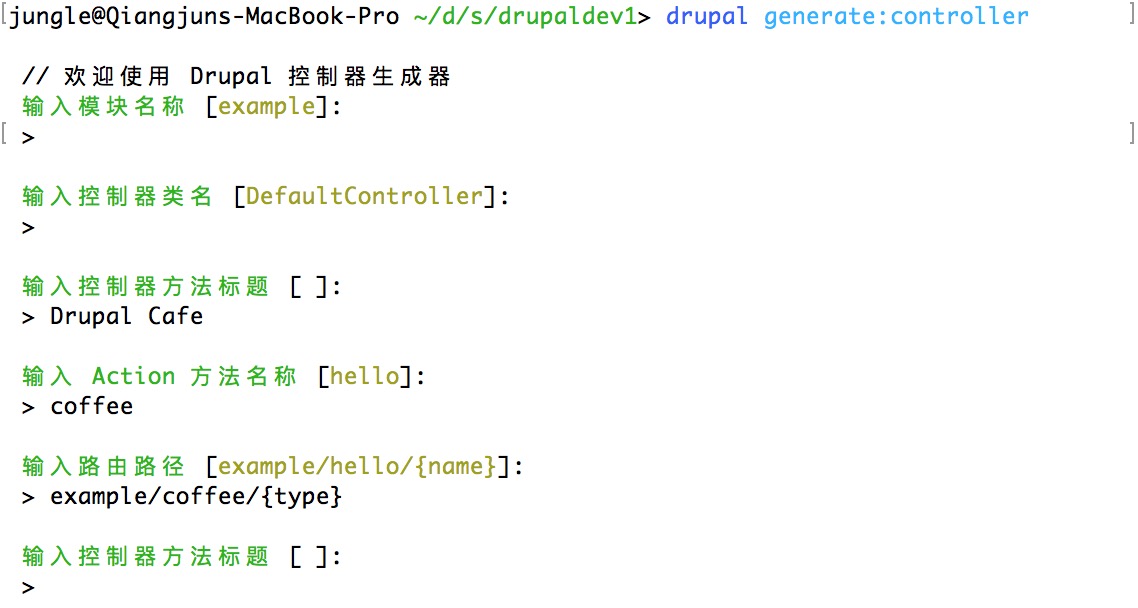 [jungle@Qiangjuns-MacBook-Pro ~/d/s/drupaldev1> drupal generate:controller ]
// 欢迎使用 Drupal 控制器生成器
输入模块名称 [example]:
[ > ]
输入控制器类名 [DefaultController]:
>
输入控制器方法标题 [ ]:
> Drupal Cafe
输入 Action 方法名称 [hello]:
> coffee
输入路由路径 [example/hello/{name}]:
> example/coffee/{type}
输入控制器方法标题 [ ]:
>